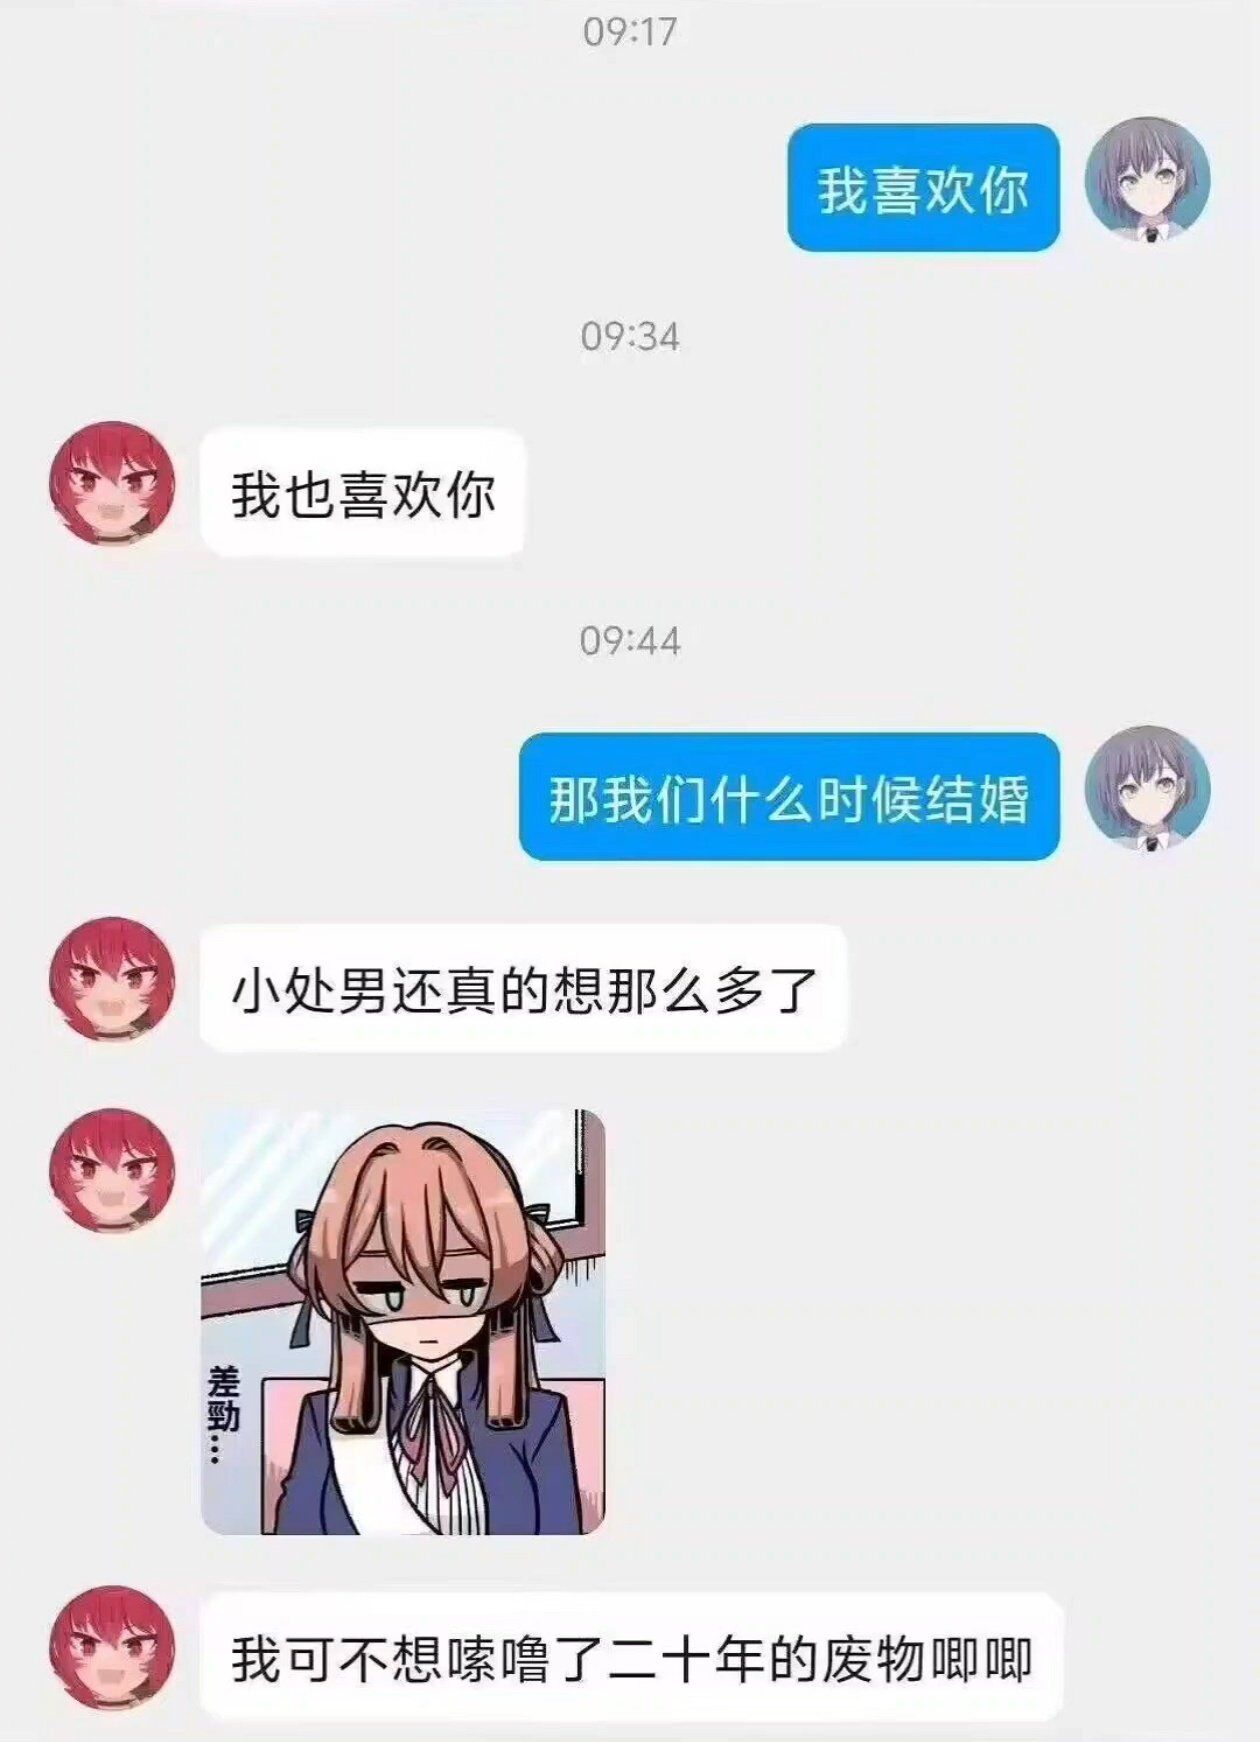 09:17
我喜欢你
09:34
我也喜欢你
09:44
那我们什么时候结婚
小处男还真的想那么多了
差勁…
我可不想嗦噜了二十年的废物唧唧